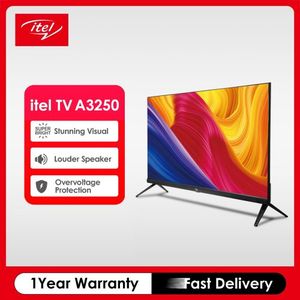 itel
itel TV A3250
SUPER BRIGHT Stunning Visual
Louder Speaker
Overvoltage
Protection
1Year Warranty
Fast Delivery